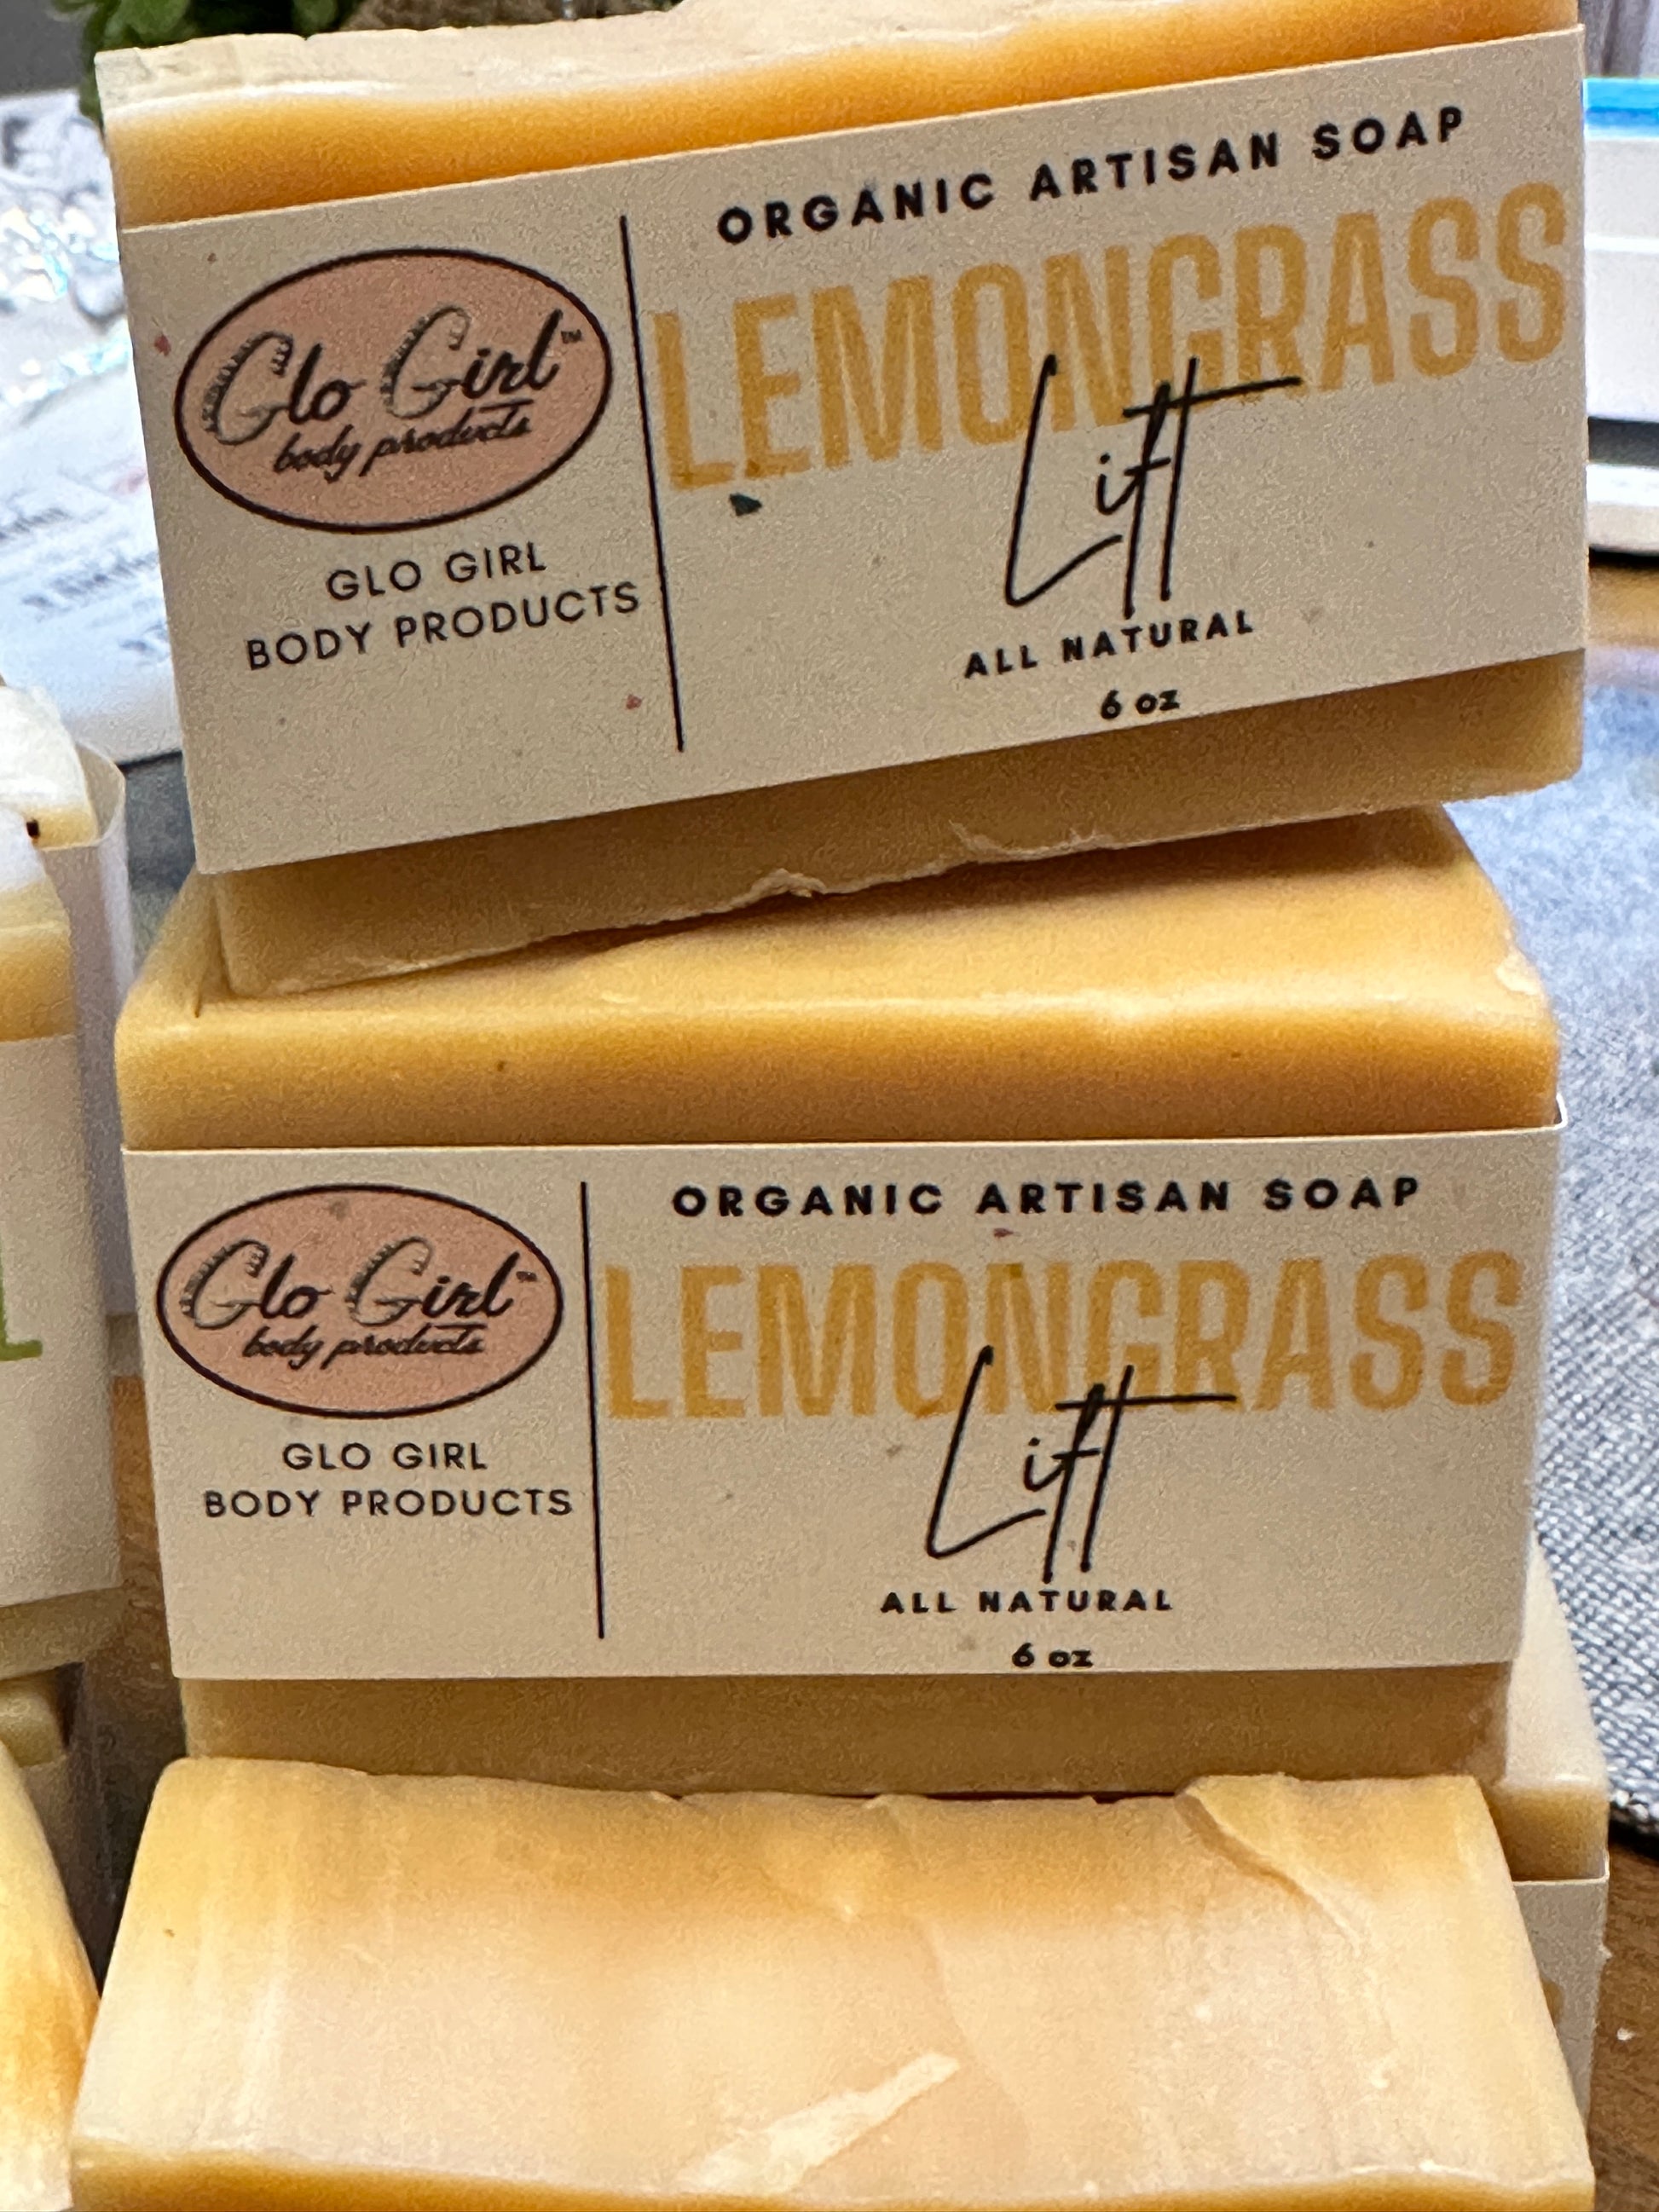 Glo Girl™
body products
GLO GIRL
BODY PRODUCTS
ORGANIC ARTISAN SOAP
LEMONGRASS
Lift
ALL NATURAL
6 oz
Glo Girl™
body products
GLO GIRL
BODY PRODUCTS
ORGANIC ARTISAN SOAP
LEMONGRASS
Lift
ALL NATURAL
6 oz